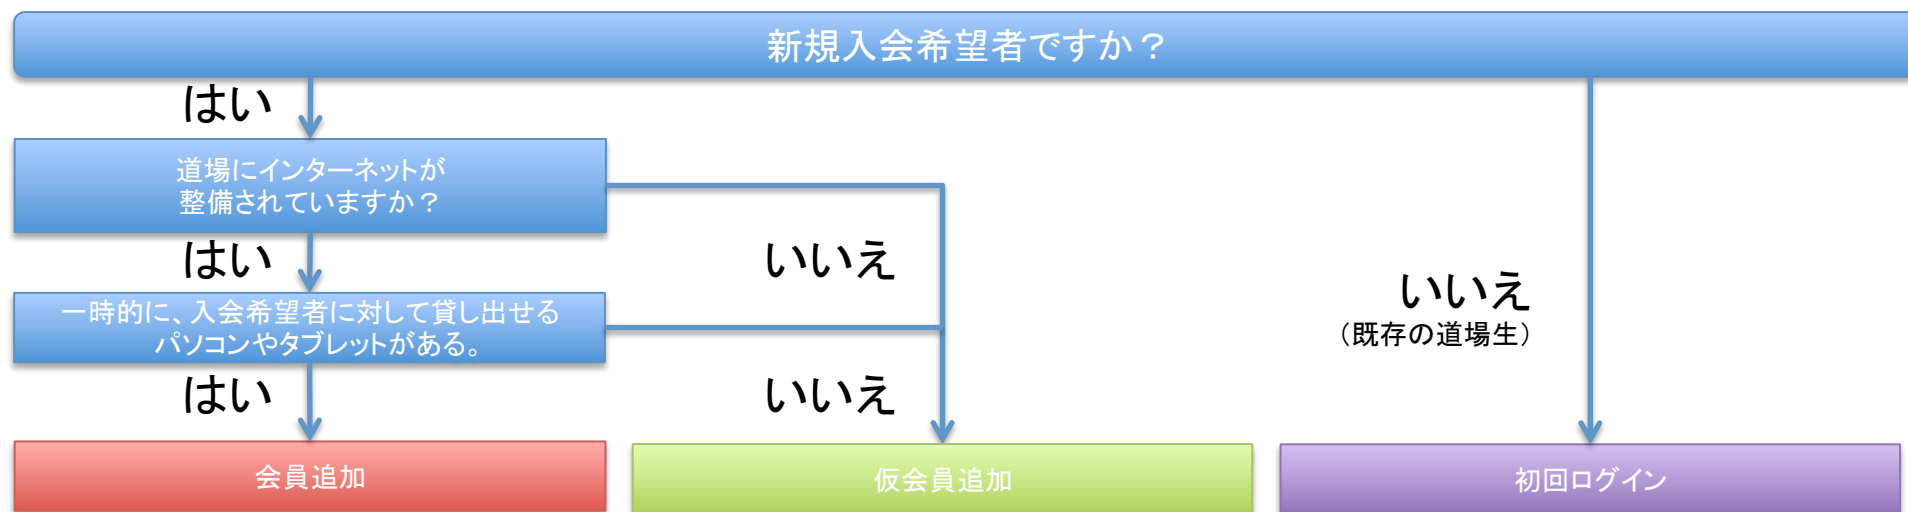 新規入会希望者ですか？
はい
道場にインターネットが
整備されていますか？
はい
いいえ
いいえ
（既存の道場生）
一時的に、入会希望者に対して貸し出せる
パソコンやタブレットがある。
はい
いいえ
会員追加
仮会員追加
初回ログイン